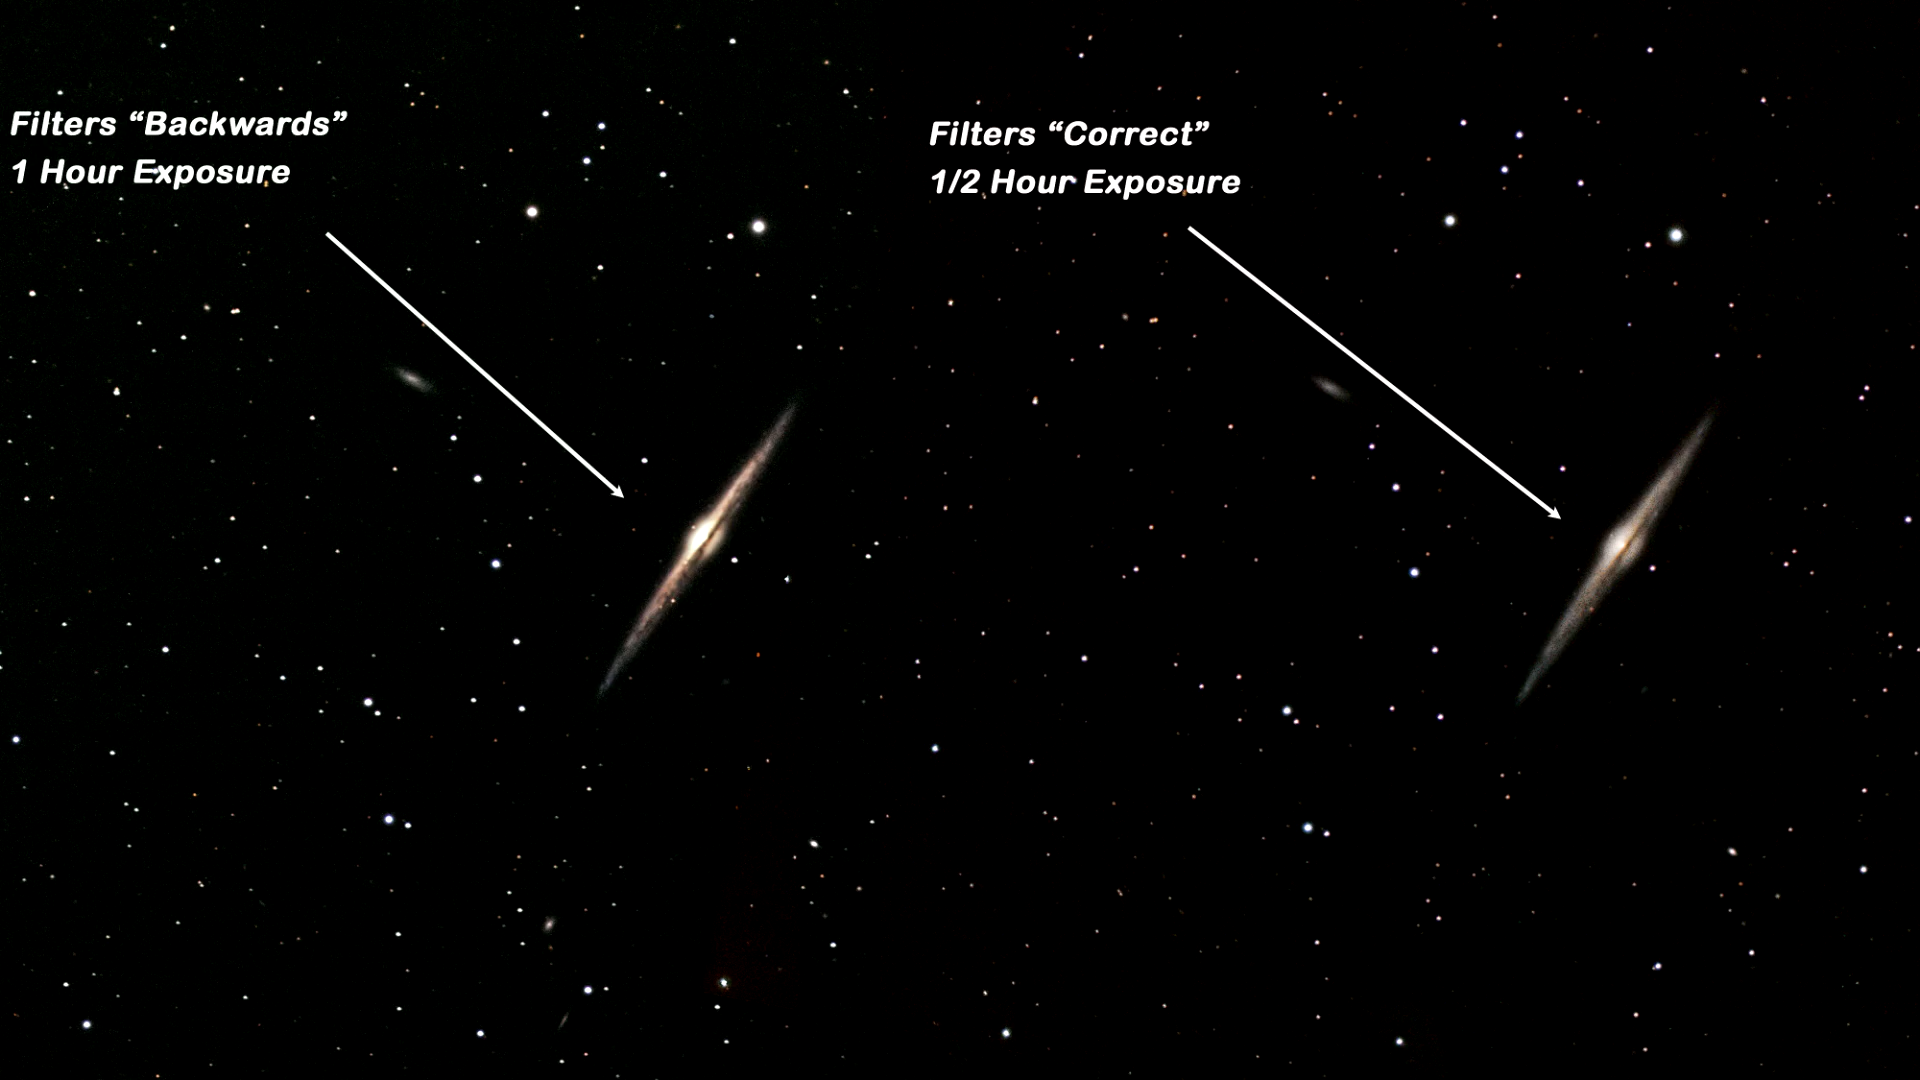 Filters “Backwards”
1 Hour Exposure
Filters “Correct”
1/2 Hour Exposure